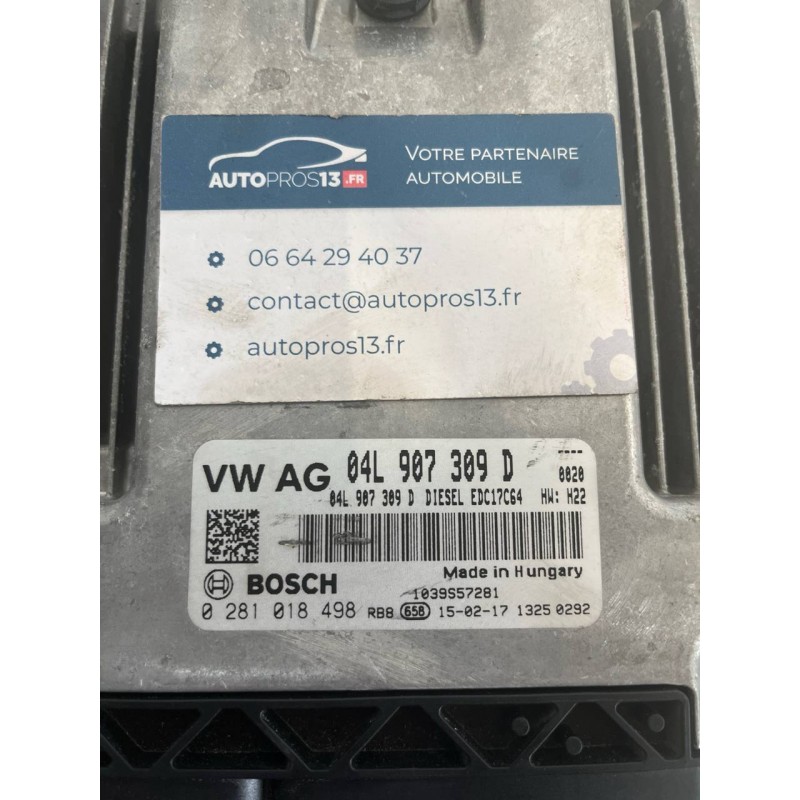 AUTOPROS13.FR
VOTRE PARTENAIRE
AUTOMOBILE
06 64 29 40 37
contact@autopros13.fr
autopros13.fr
VW AG 04L 907 309 D ----
0020
04L 907 309 D DIESEL EDC17C64 HW: H22
Made in Hungary
BOSCH 1039S57281
0 281 018 498 RBB 658 15-02-17 1325 0292